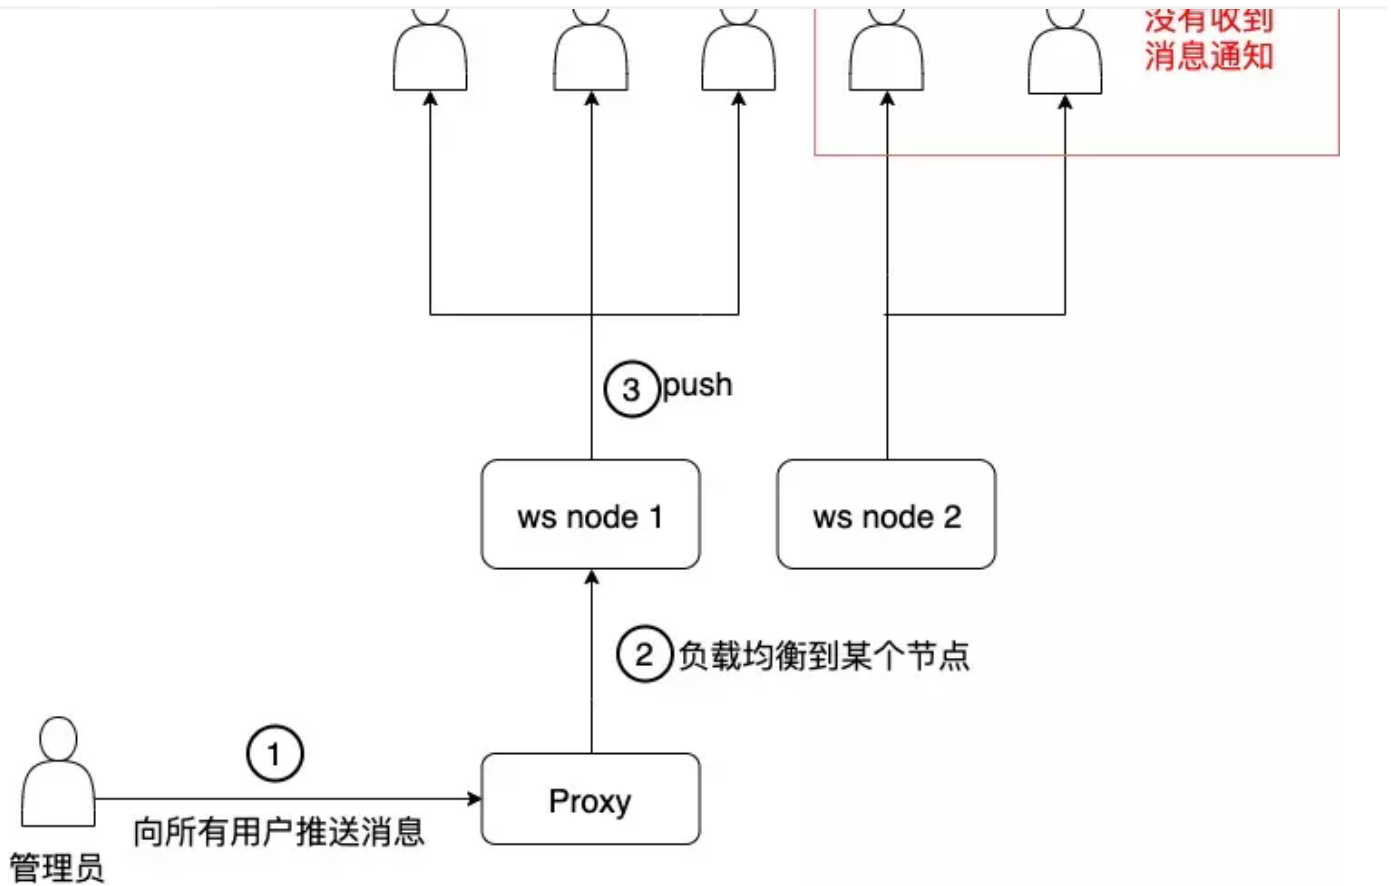 没有收到
消息通知
3 push
ws node 1
ws node 2
2 负载均衡到某个节点
1
Proxy
向所有用户推送消息
管理员